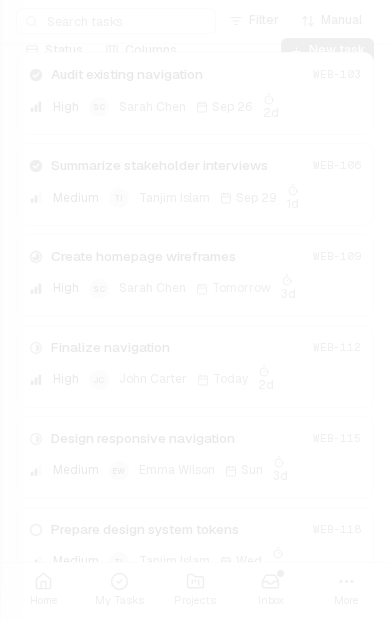 Search tasks
Filter
Manual
Status
Columns
New task
Audit existing navigation
WEB-103
High
SC
Sarah Chen
Sep 26
2d
Summarize stakeholder interviews
WEB-106
Medium
TI
Tanjim Islam
Sep 29
1d
Create homepage wireframes
WEB-109
High
SC
Sarah Chen
Tomorrow
3d
Finalize navigation
WEB-112
High
JC
John Carter
Today
2d
Design responsive navigation
WEB-115
Medium
EW
Emma Wilson
Sun
3d
Prepare design system tokens
WEB-118
Medium
TI
Tanjim Islam
Wed
Home
My Tasks
Projects
Inbox
More